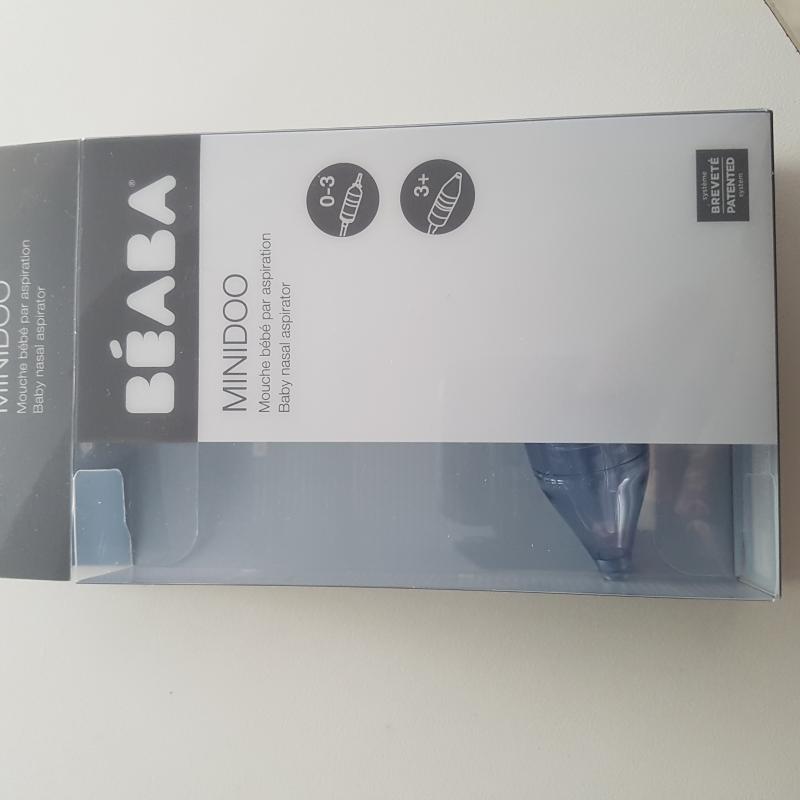 BÉABA®
MINIDOO
Mouche bébé par aspiration
Baby nasal aspirator
0-3
3+
système
BREVETÉ
PATENTED
system
MINIDOO
Mouche bébé par aspiration
Baby nasal aspirator